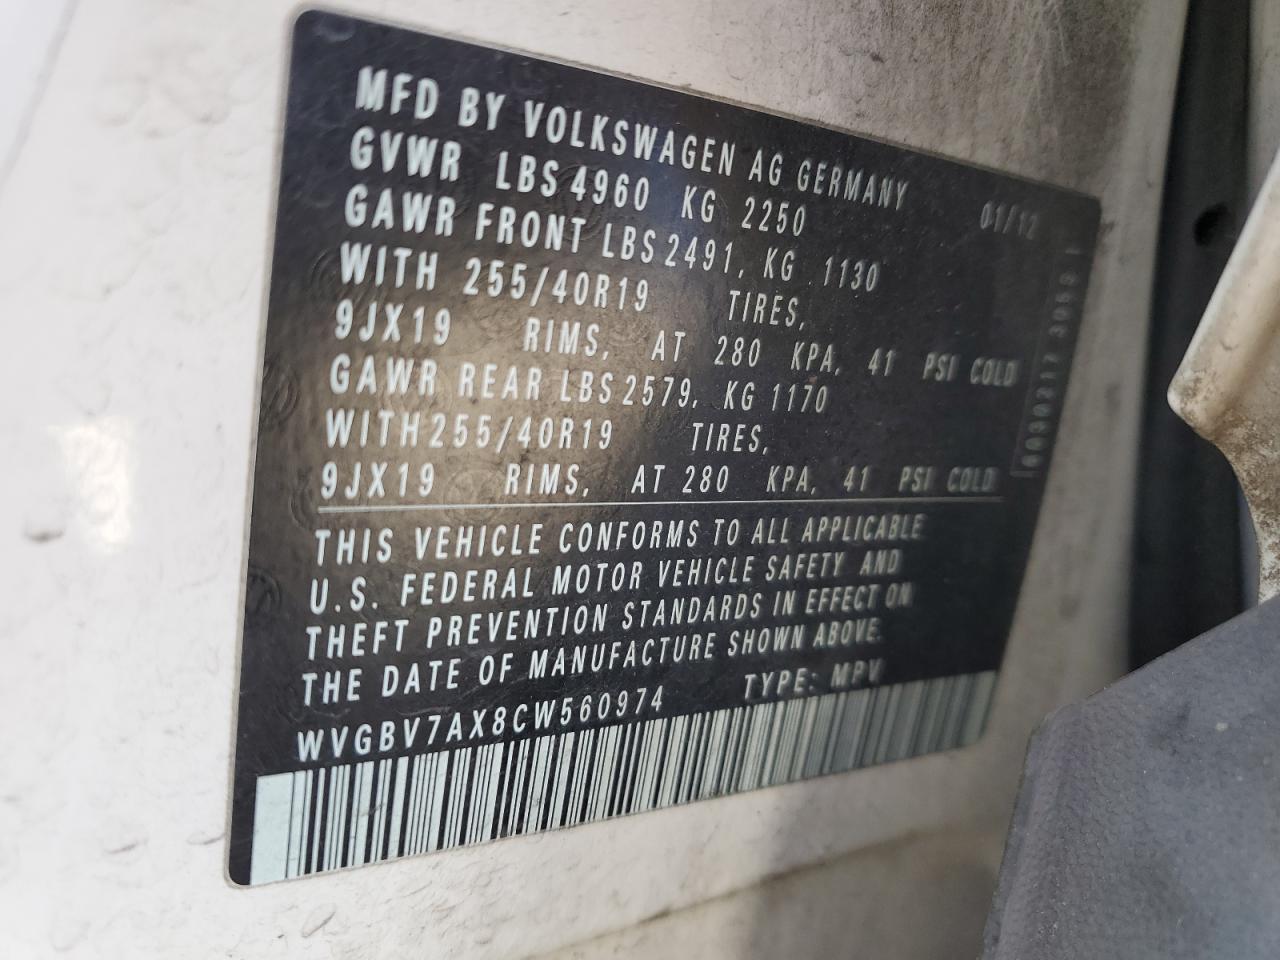 MFD BY VOLKSWAGEN AG GERMANY
GVWR LBS 4960 KG 2250 01/12
GAWR FRONT LBS 2491, KG 1130
WITH 255/40R19 TIRES,
9JX19 RIMS, AT 280 KPA, 41 PSI COLD
GAWR REAR LBS 2579, KG 1170
WITH 255/40R19 TIRES,
9JX19 RIMS, AT 280 KPA, 41 PSI COLD
THIS VEHICLE CONFORMS TO ALL APPLICABLE
U.S. FEDERAL MOTOR VEHICLE SAFETY AND
THEFT PREVENTION STANDARDS IN EFFECT ON
THE DATE OF MANUFACTURE SHOWN ABOVE.
WVGBV7AX8CW560974 TYPE: MPV